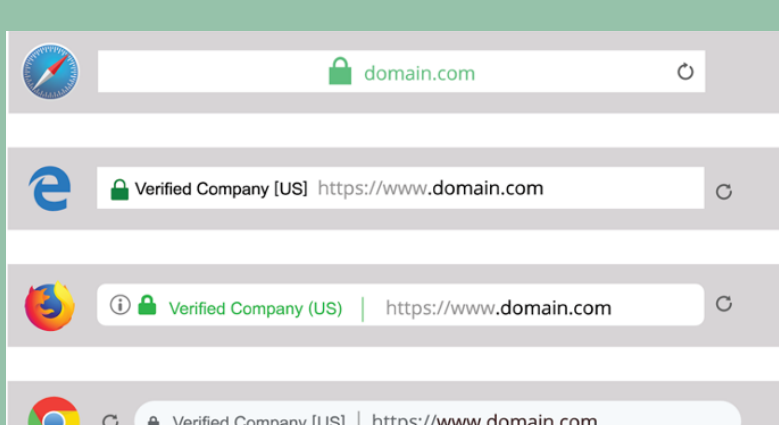 domain.com
Verified Company [US] https://www.domain.com
Verified Company (US) | https://www.domain.com
Verified Company [US] | https://www.domain.com